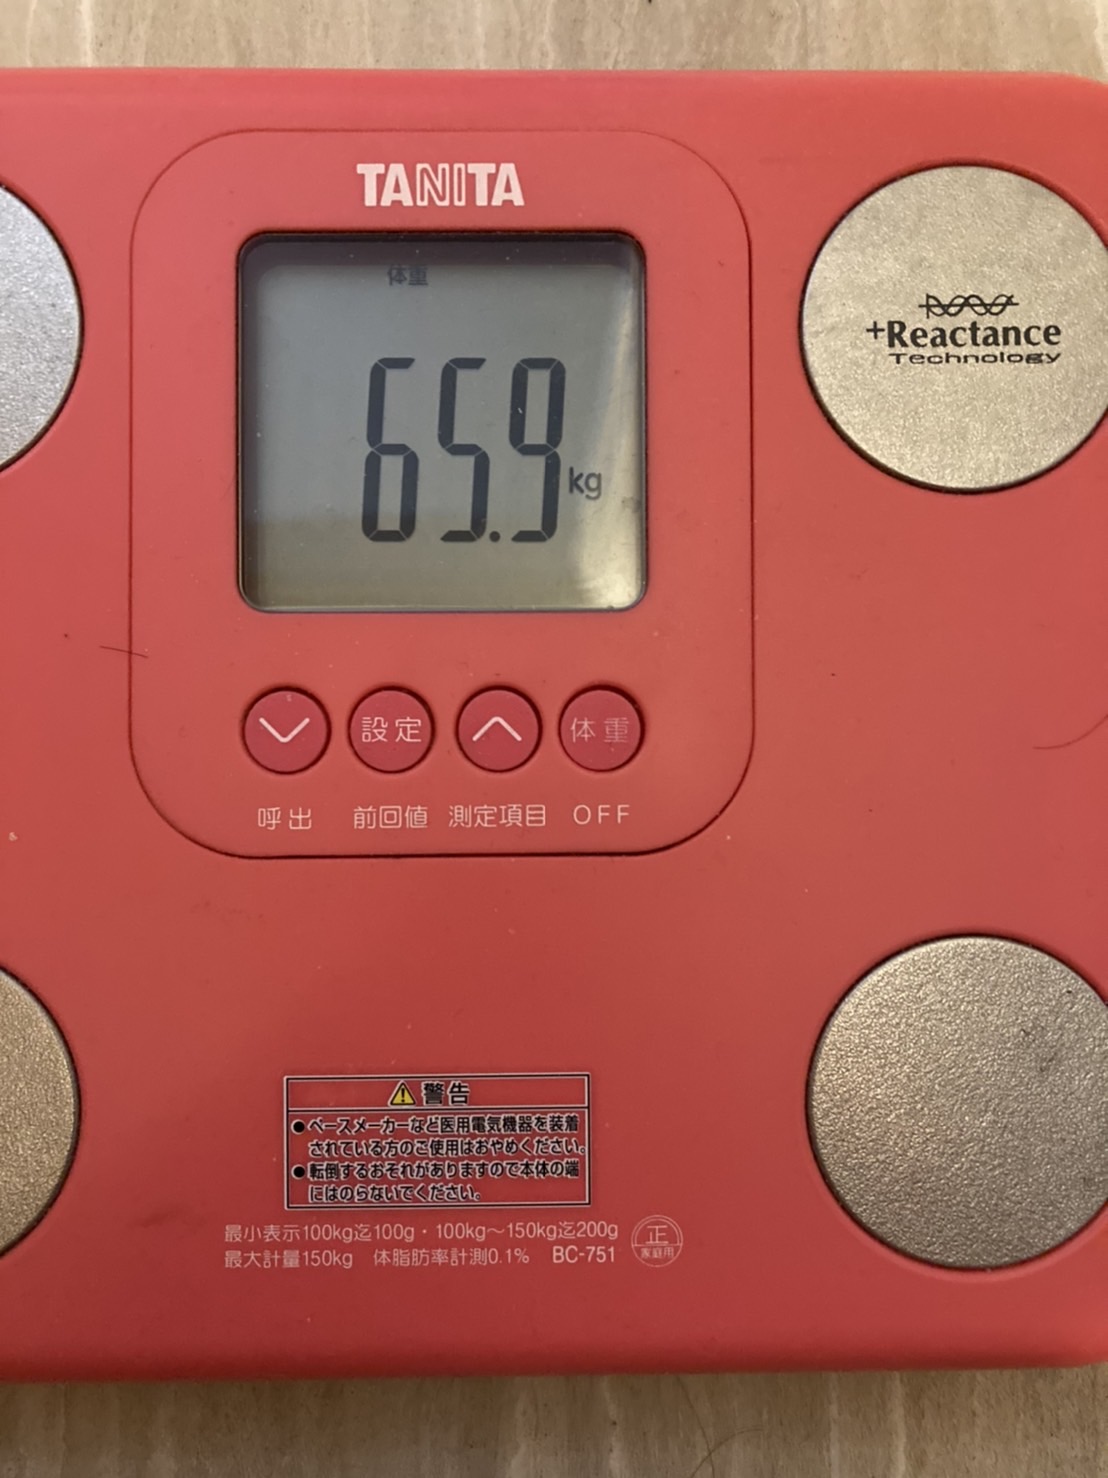 TANITA
体重
65.9kg
+Reactance
Technology
設定
体重
呼出 前回値 測定項目 OFF
警告
●ペースメーカーなど医用電気機器を装着
されている方のご使用はおやめください。
●転倒するおそれがありますので本体の端
にはのらないでください。
最小表示100kg迄100g・100kg〜150kg迄200g
最大計量150kg 体脂肪率計測0.1% BC-751
正
家庭用